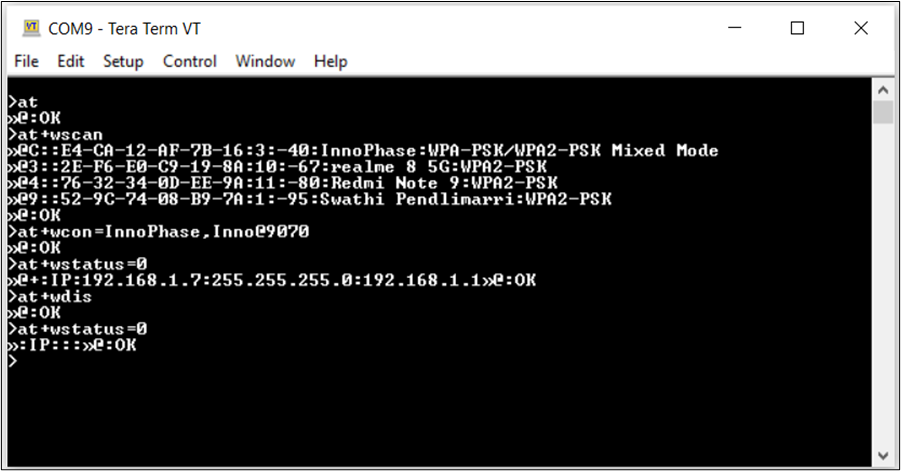 VT
COM9 - Tera Term VT
File Edit Setup Control Window Help
>at
»@:OK
>at+wscan
»@C::E4-CA-12-AF-7B-16:3:-40:InnoPhase:WPA-PSK/WPA2-PSK Mixed Mode
»@3::2E-F6-E0-C9-19-8A:10:-67:realme 8 5G:WPA2-PSK
»@4::76-32-34-0D-EE-9A:11:-80:Redmi Note 9:WPA2-PSK
»@9::52-9C-74-08-B9-7A:1:-95:Swathi Pendlimarri:WPA2-PSK
»@:OK
>at+wcon=InnoPhase,Inno@9070
»@:OK
>at+wstatus=0
»@+:IP:192.168.1.7:255.255.255.0:192.168.1.1»@:OK
>at+wdis
»@:OK
>at+wstatus=0
»:IP:::»@:OK
>